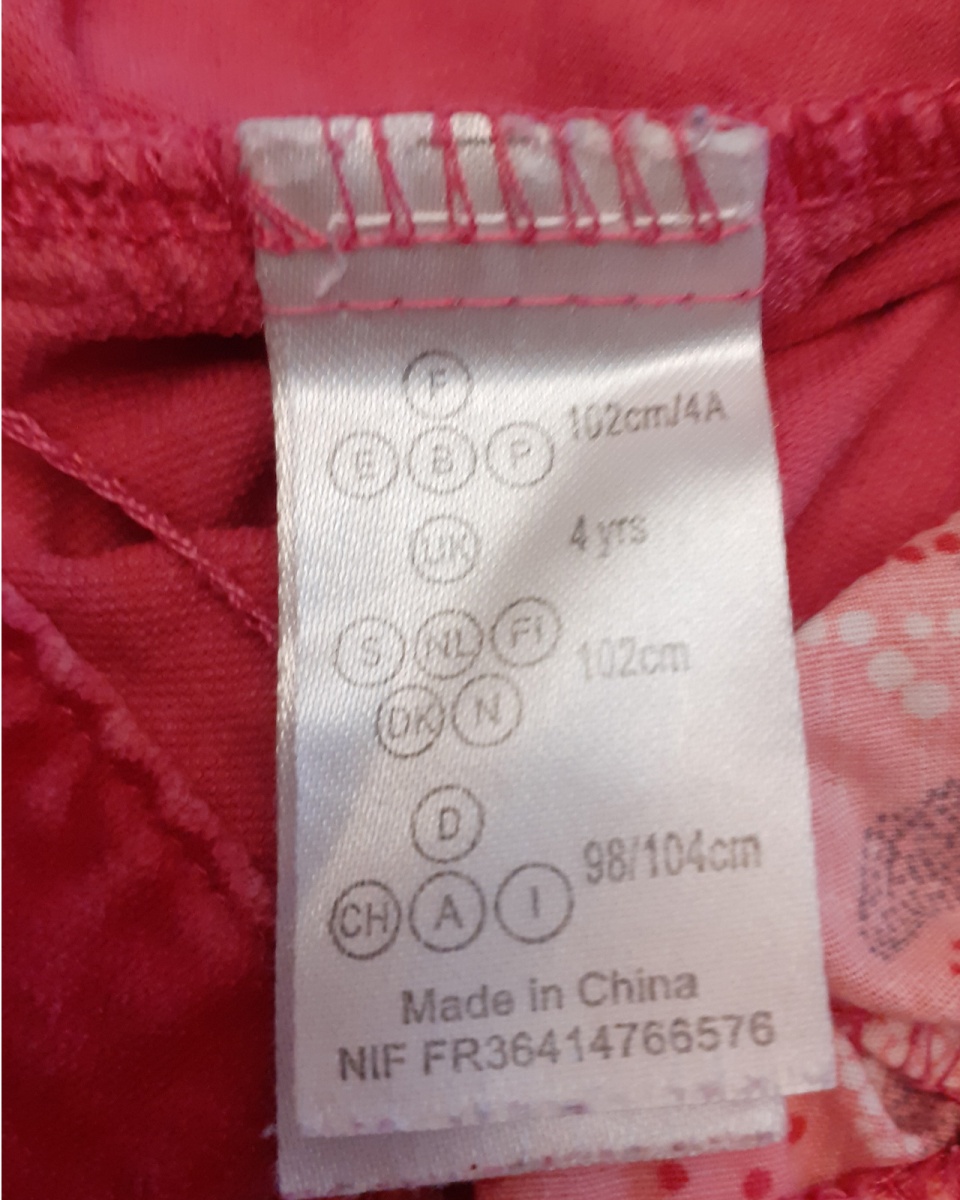 F
102cm/4A
E B P
UK 4 yrs
S NL FI
102cm
DK N
D
98/104cm
CH A I
Made in China
NIF FR36414766576